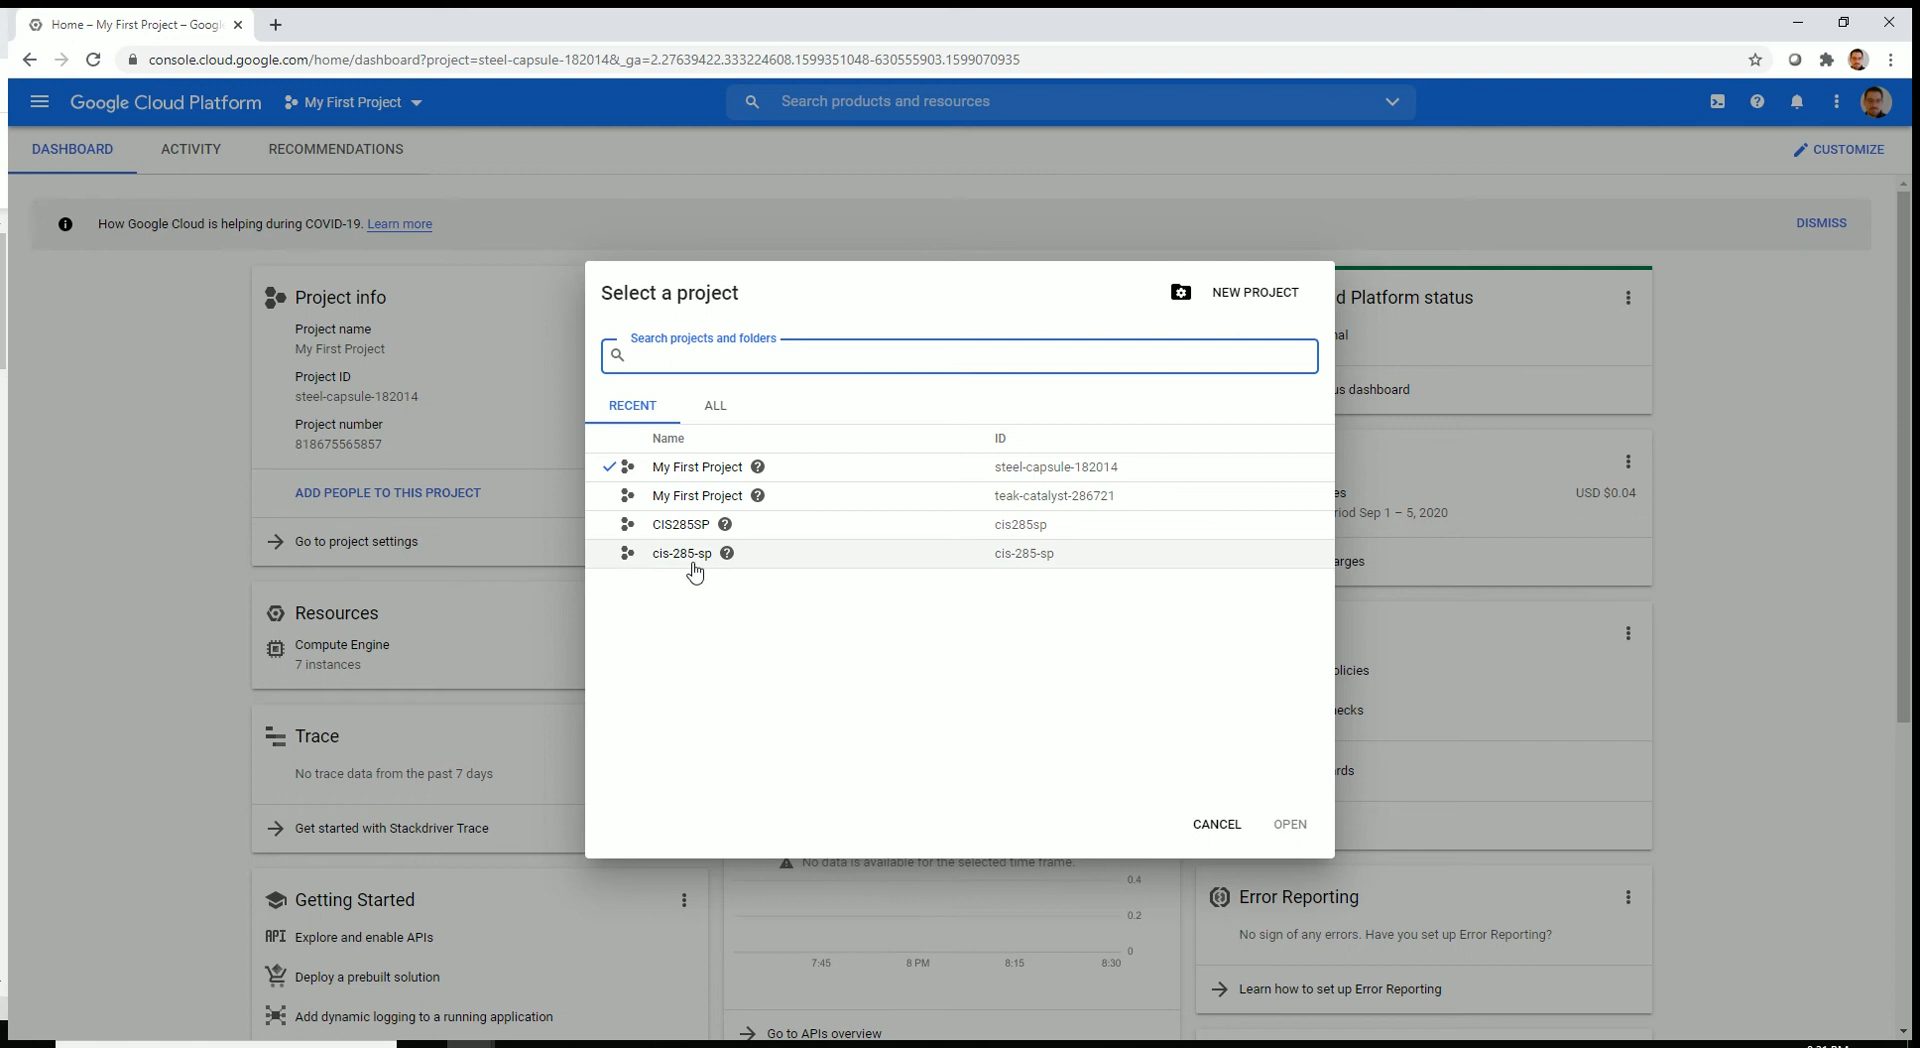 Home – My First Project – Googl
console.cloud.google.com/home/dashboard?project=steel-capsule-182014&_ga=2.27639422.333224608.1599351048-630555903.1599070935
Google Cloud Platform
My First Project
Search products and resources
DASHBOARD
ACTIVITY
RECOMMENDATIONS
CUSTOMIZE
How Google Cloud is helping during COVID-19. Learn more
DISMISS
Project info
Project name
My First Project
Project ID
steel-capsule-182014
Project number
818675565857
ADD PEOPLE TO THIS PROJECT
Go to project settings
Resources
Compute Engine
7 instances
Trace
No trace data from the past 7 days
Get started with Stackdriver Trace
Getting Started
API Explore and enable APIs
Deploy a prebuilt solution
Add dynamic logging to a running application
Select a project
NEW PROJECT
Search projects and folders
RECENT
ALL
Name
ID
My First Project
steel-capsule-182014
My First Project
teak-catalyst-286721
CIS285SP
cis285sp
cis-285-sp
cis-285-sp
CANCEL
OPEN
No data is available for the selected time frame.
0.4
0.2
0
7:45
8 PM
8:15
8:30
Go to APIs overview
d Platform status
nal
us dashboard
es
USD $0.04
riod Sep 1 – 5, 2020
arges
olicies
hecks
rds
Error Reporting
No sign of any errors. Have you set up Error Reporting?
Learn how to set up Error Reporting